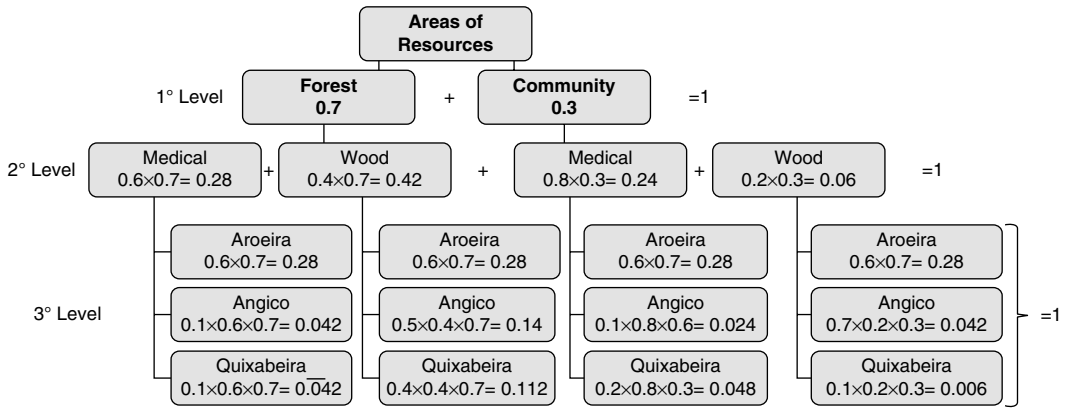 Areas of
Resources
1° Level
Forest
0.7
+
Community
0.3
=1
2° Level
Medical
0.6×0.7= 0.28
+
Wood
0.4×0.7= 0.42
+
Medical
0.8×0.3= 0.24
+
Wood
0.2×0.3= 0.06
=1
3° Level
Aroeira
0.6×0.7= 0.28
Angico
0.1×0.6×0.7= 0.042
Quixabeira
0.1×0.6×0.7= 0.042
Aroeira
0.6×0.7= 0.28
Angico
0.5×0.4×0.7= 0.14
Quixabeira
0.4×0.4×0.7= 0.112
Aroeira
0.6×0.7= 0.28
Angico
0.1×0.8×0.6= 0.024
Quixabeira
0.2×0.8×0.3= 0.048
Aroeira
0.6×0.7= 0.28
Angico
0.7×0.2×0.3= 0.042
Quixabeira
0.1×0.2×0.3= 0.006
=1